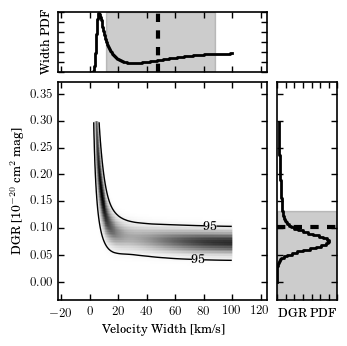 Width PDF
0.35
0.30
0.25
0.20
0.15
0.10
0.05
0.00
DGR [10⁻²⁰ cm² mag]
95
95
−20 0 20 40 60 80 100 120
Velocity Width [km/s]
DGR PDF